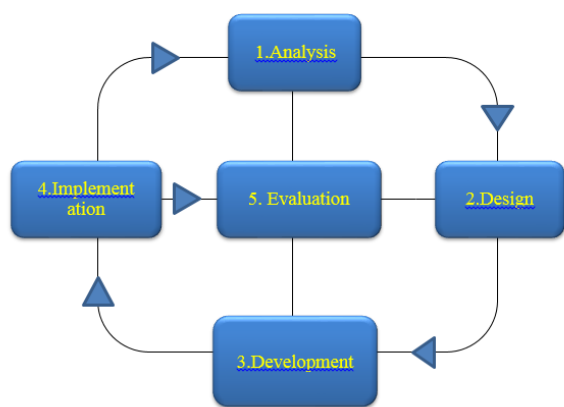 1.Analysis
4.Implement
ation
5. Evaluation
2.Design
3.Development